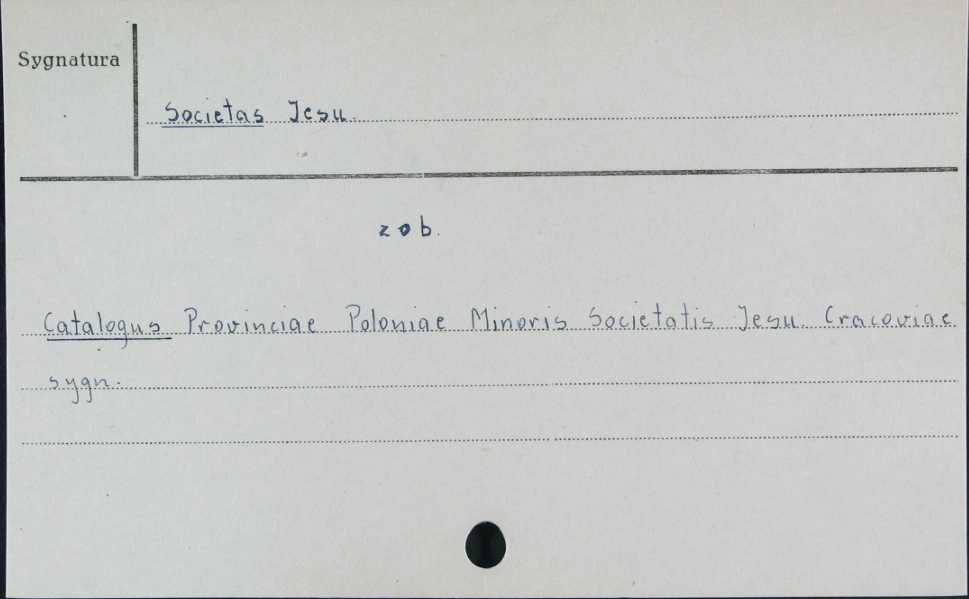 Sygnatura
Societas Jesu.
zob.
Catalogus Provinciae Poloniae Minoris Societatis Jesu. Cracoviae
sygn.